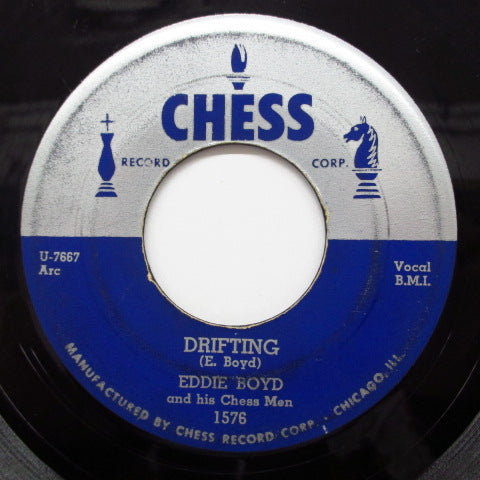 CHESS
RECORD CORP.
U-7667
Arc
Vocal
B.M.I.
DRIFTING
(E. Boyd)
EDDIE BOYD
and his Chess Men
1576
MANUFACTURED BY CHESS RECORD CORP., CHICAGO, ILL.